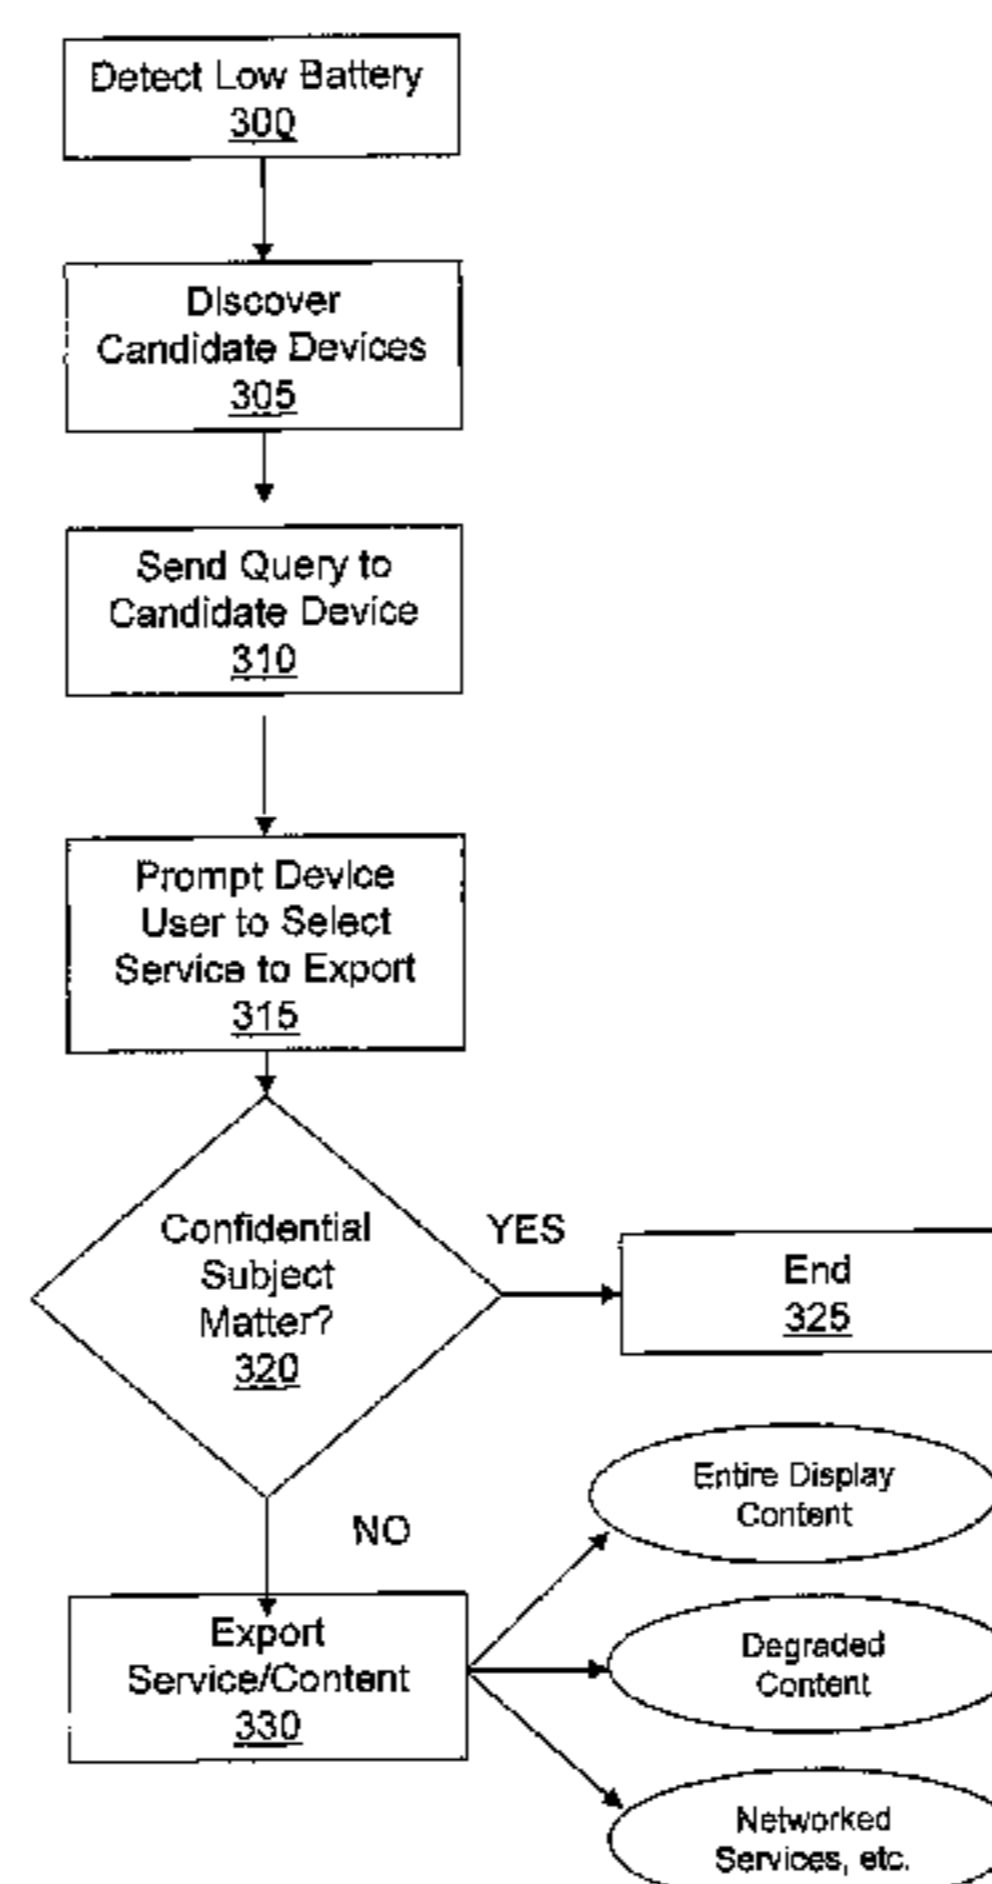 Detect Low Battery
300
Discover
Candidate Devices
305
Send Query to
Candidate Device
310
Prompt Device
User to Select
Service to Export
315
Confidential
Subject
Matter?
320
YES
End
325
NO
Export
Service/Content
330
Entire Display
Content
Degraded
Content
Networked
Services, etc.